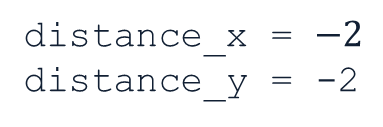 distance_x = −2
distance_y = -2